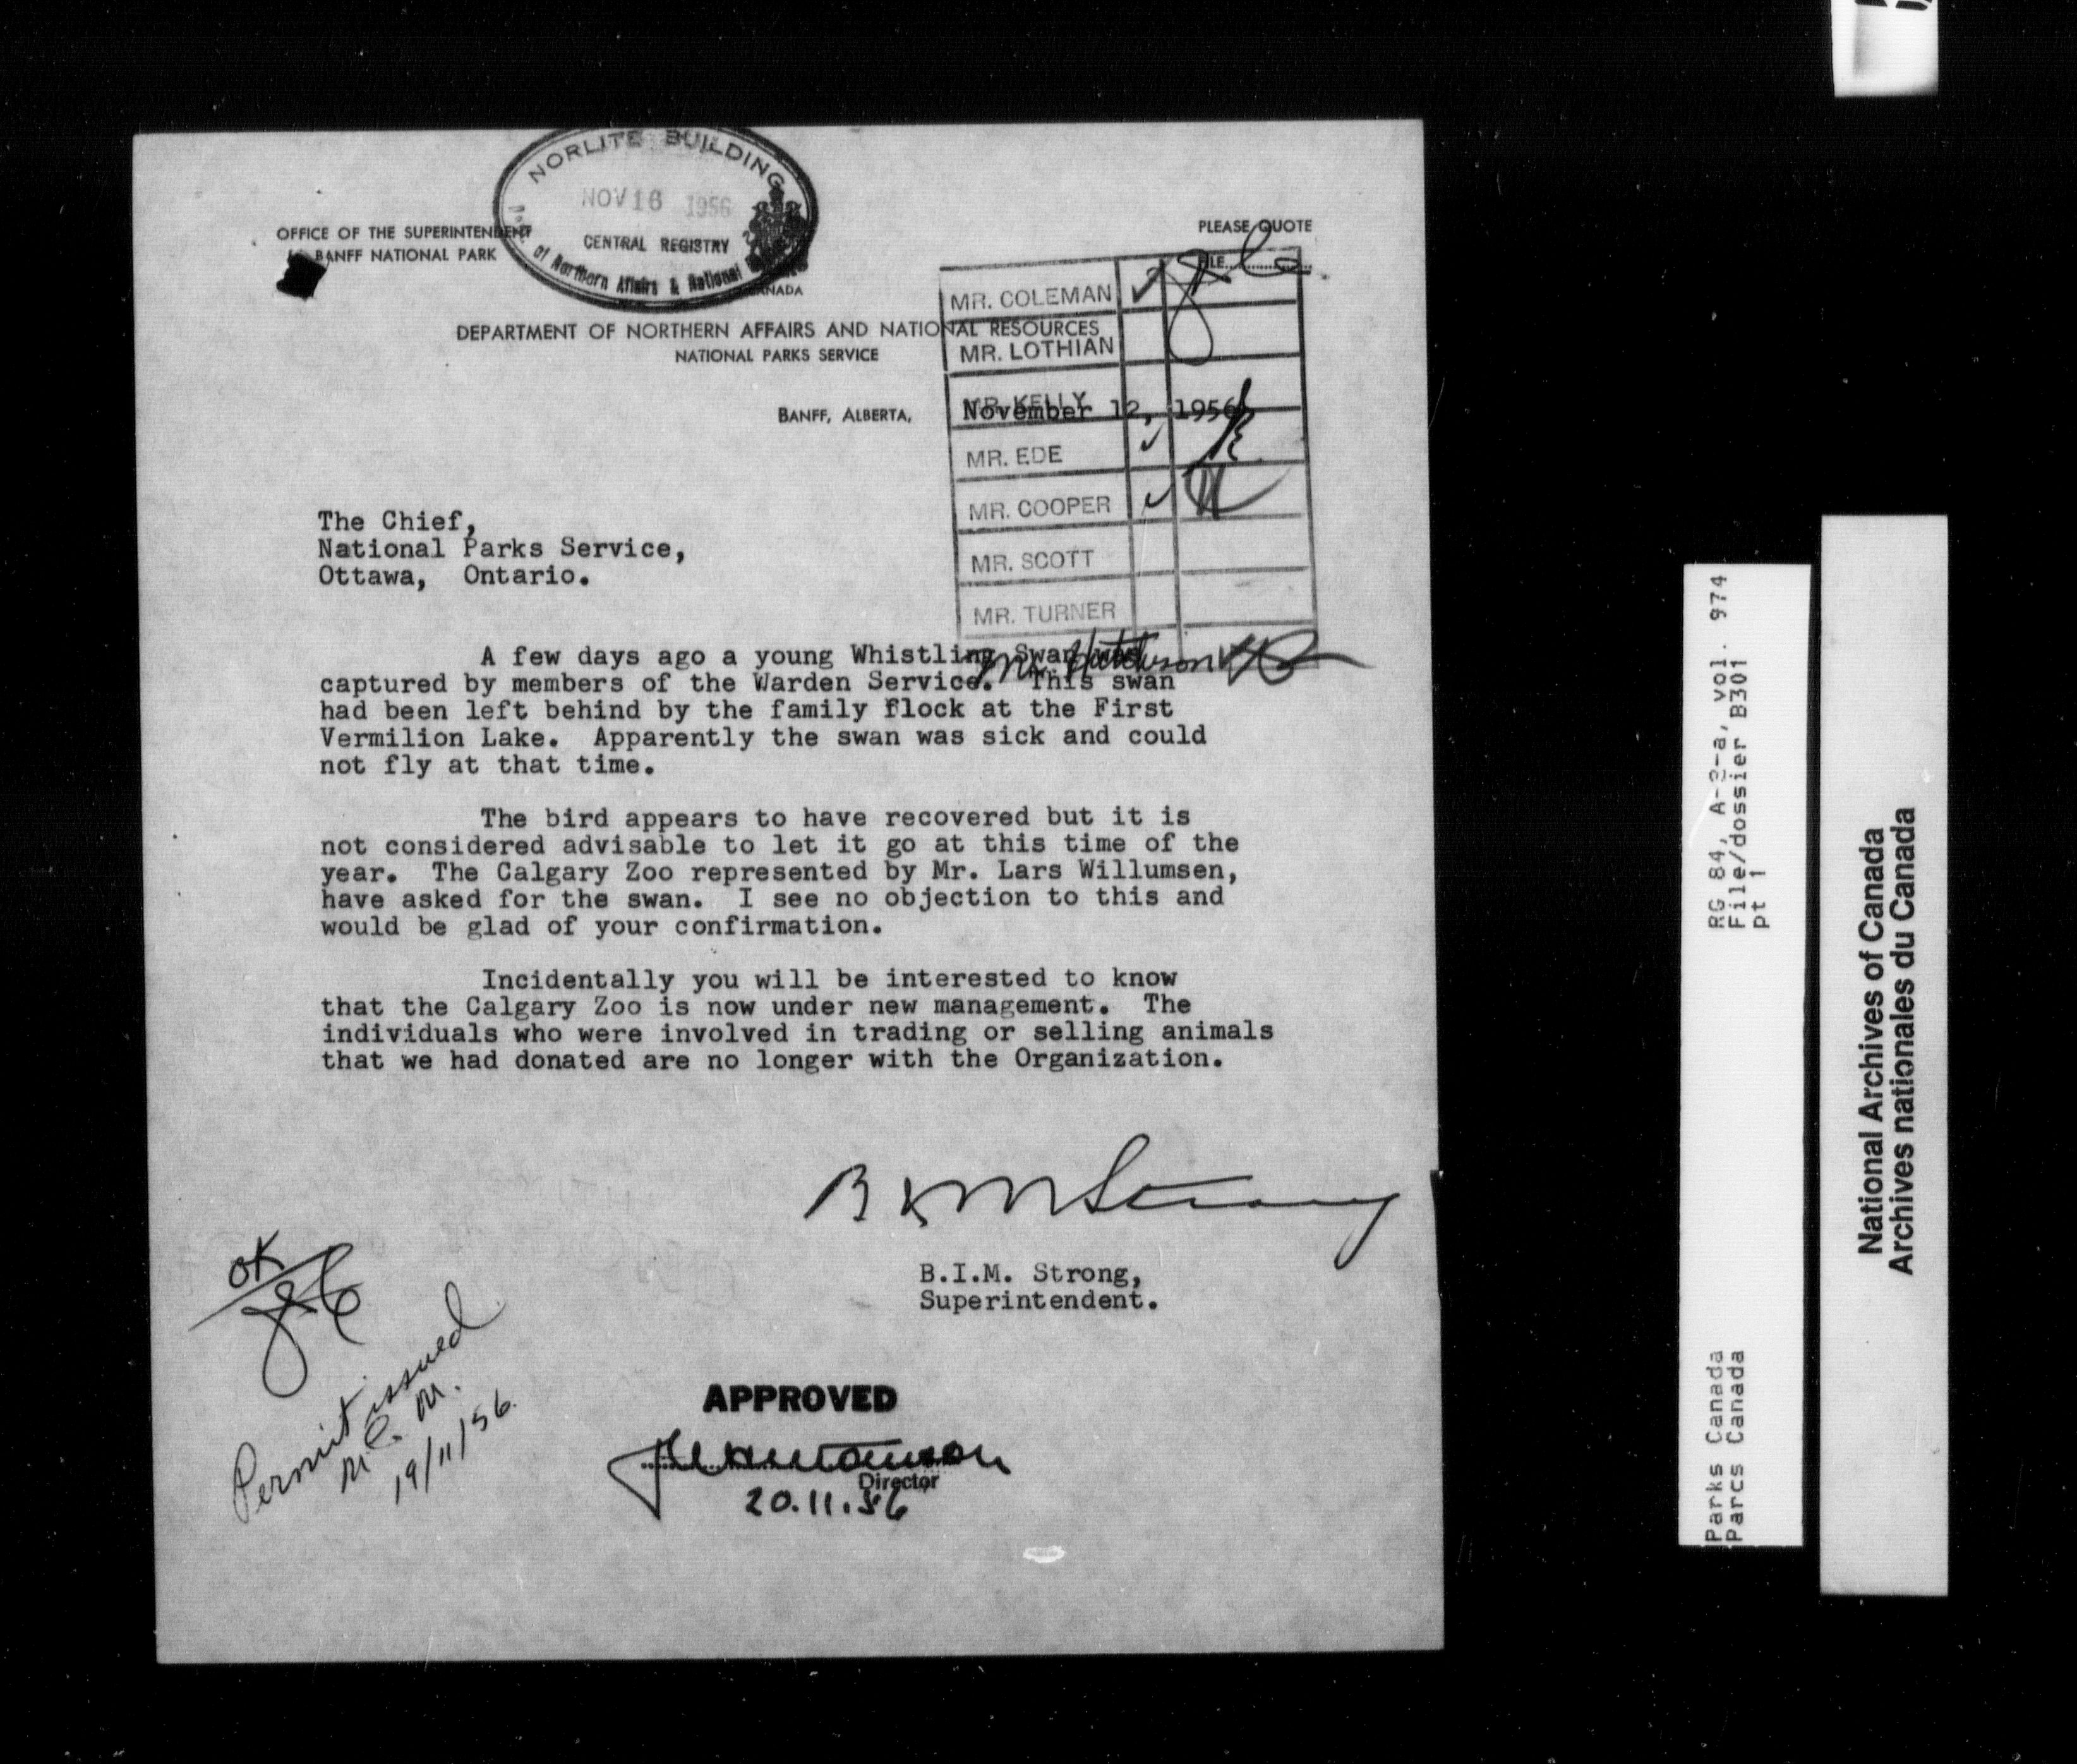 NORLITE BUILDING
NOV 16 1956
CENTRAL REGISTRY
of Northern Affairs & National
CANADA
OFFICE OF THE SUPERINTENDENT
BANFF NATIONAL PARK
PLEASE QUOTE
FILE
DEPARTMENT OF NORTHERN AFFAIRS AND NATIONAL RESOURCES
NATIONAL PARKS SERVICE
BANFF, ALBERTA, November 12, 1956
MR. COLEMAN
MR. LOTHIAN
MR. KELLY
MR. EDE
MR. COOPER
MR. SCOTT
MR. TURNER
Mr. Hutchison
The Chief,
National Parks Service,
Ottawa, Ontario.
A few days ago a young Whistling Swan was
captured by members of the Warden Service. This swan
had been left behind by the family flock at the First
Vermilion Lake. Apparently the swan was sick and could
not fly at that time.
The bird appears to have recovered but it is
not considered advisable to let it go at this time of the
year. The Calgary Zoo represented by Mr. Lars Willumsen,
have asked for the swan. I see no objection to this and
would be glad of your confirmation.
Incidentally you will be interested to know
that the Calgary Zoo is now under new management. The
individuals who were involved in trading or selling animals
that we had donated are no longer with the Organization.
B.I.M. Strong,
Superintendent.
OK
Permit issued
19/11/56.
APPROVED
Director
20.11.56
RG 84, A-2-a, vol. 974
File/dossier B301
pt 1
Parks Canada
Parcs Canada
National Archives of Canada
Archives nationales du Canada